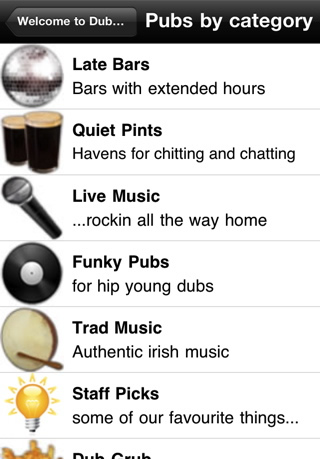 Welcome to Dub...
Pubs by category
Late Bars
Bars with extended hours
Quiet Pints
Havens for chitting and chatting
Live Music
...rockin all the way home
Funky Pubs
for hip young dubs
Trad Music
Authentic irish music
Staff Picks
some of our favourite things...
Dub Grub